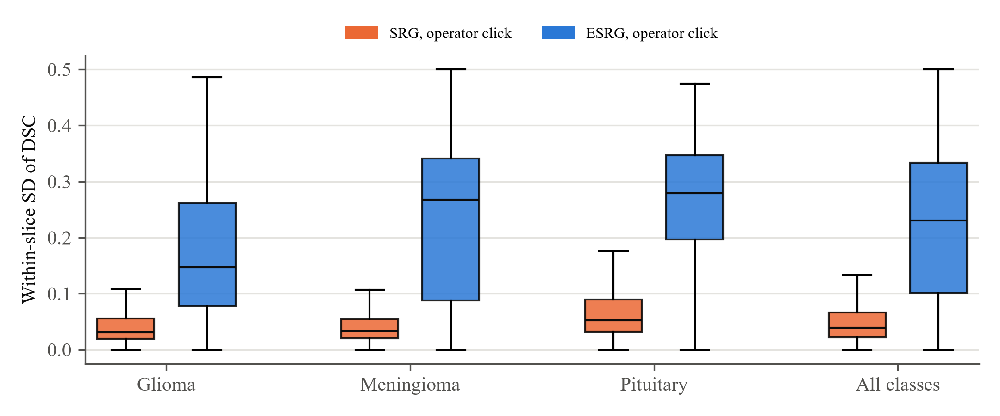 SRG, operator click
ESRG, operator click
Within-slice SD of DSC
0.5
0.4
0.3
0.2
0.1
0.0
Glioma
Meningioma
Pituitary
All classes